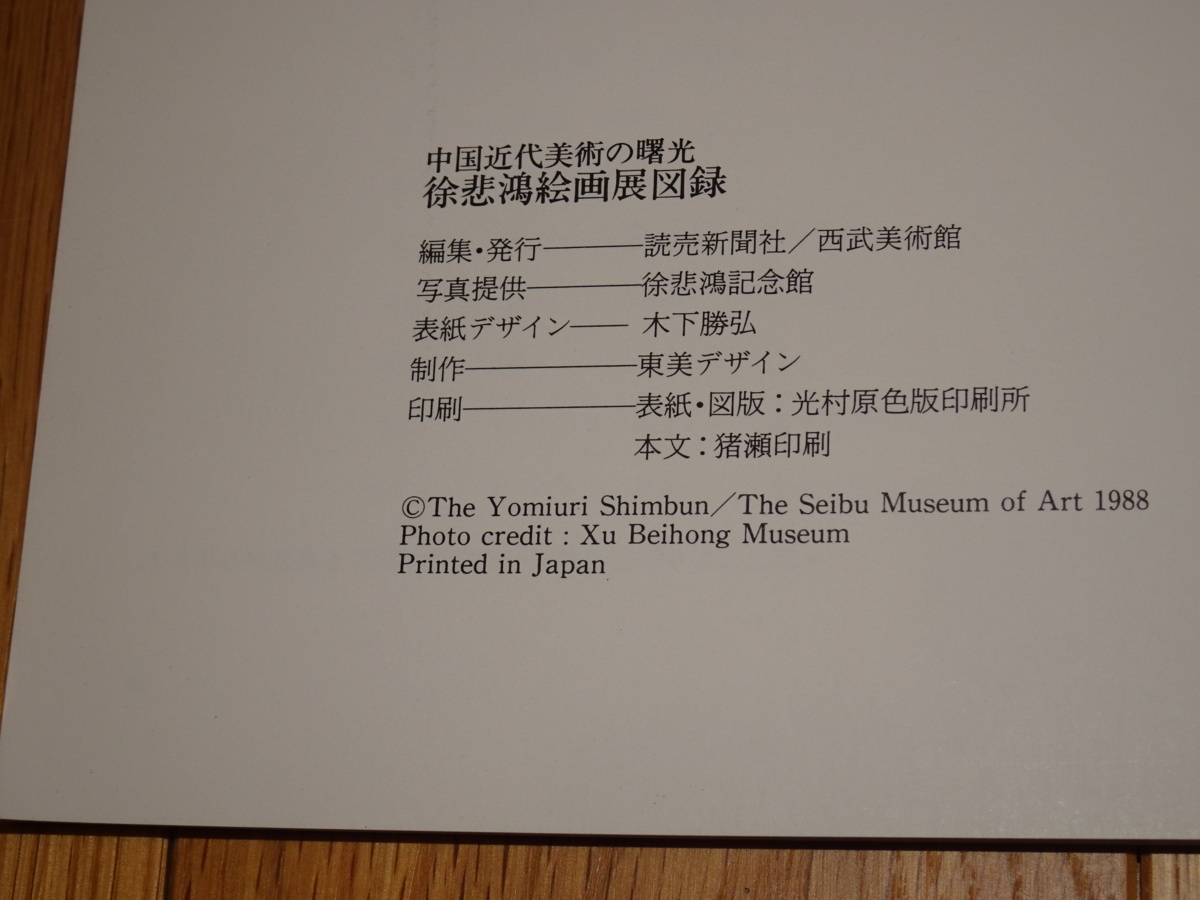 中国近代美術の曙光
徐悲鴻絵画展図録
編集・発行────読売新聞社／西武美術館
写真提供────徐悲鴻記念館
表紙デザイン── 木下勝弘
制作──────東美デザイン
印刷──────表紙・図版：光村原色版印刷所
本文：猪瀬印刷
©The Yomiuri Shimbun／The Seibu Museum of Art 1988
Photo credit : Xu Beihong Museum
Printed in Japan